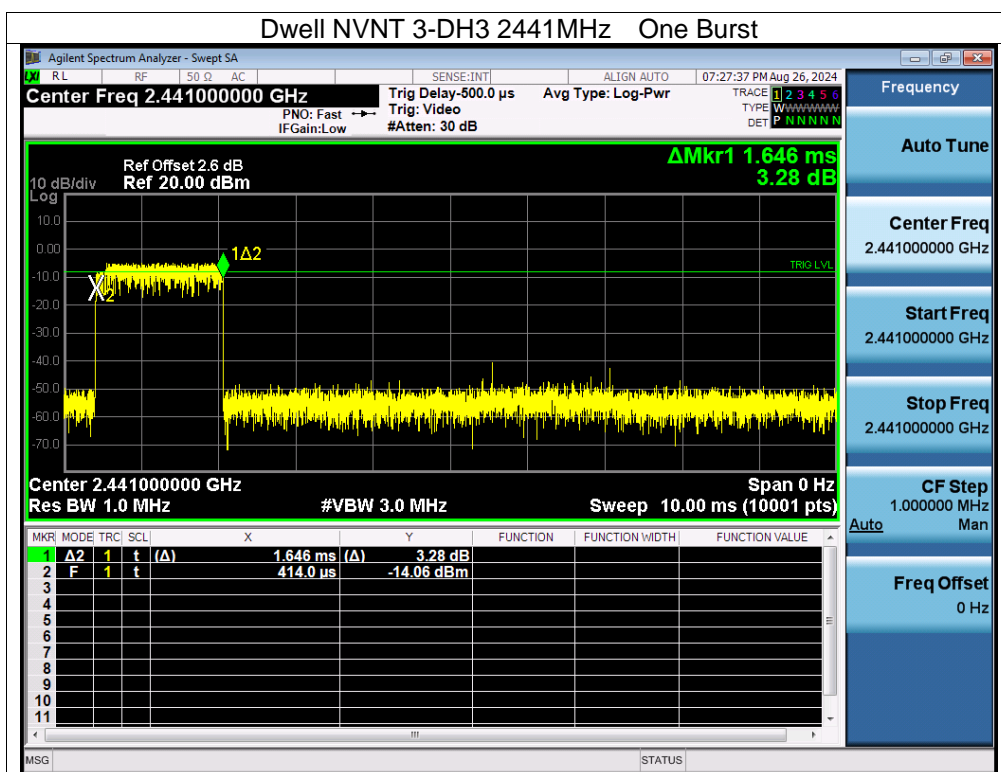 Dwell NVNT 3-DH3 2441MHz One Burst
Agilent Spectrum Analyzer - Swept SA
LXI RL RF 50 Ω AC SENSE:INT ALIGN AUTO 07:27:37 PM Aug 26, 2024
Center Freq 2.441000000 GHz Trig Delay-500.0 µs Avg Type: Log-Pwr TRACE 1 2 3 4 5 6
PNO: Fast Trig: Video TYPE WWWWWW
IFGain:Low #Atten: 30 dB DET P N N N N N
Frequency
ΔMkr1 1.646 ms
3.28 dB
Ref Offset 2.6 dB
10 dB/div Ref 20.00 dBm
Log
10.0
0.00
-10.0
-20.0
-30.0
-40.0
-50.0
-60.0
-70.0
1Δ2
TRIG LVL
X2
Center 2.441000000 GHz Span 0 Hz
Res BW 1.0 MHz #VBW 3.0 MHz Sweep 10.00 ms (10001 pts)
MKR MODE TRC SCL X Y FUNCTION FUNCTION WIDTH FUNCTION VALUE
1 Δ2 1 t (Δ) 1.646 ms (Δ) 3.28 dB
2 F 1 t 414.0 µs -14.06 dBm
3
4
5
6
7
8
9
10
11
MSG STATUS
Auto Tune
Center Freq
2.441000000 GHz
Start Freq
2.441000000 GHz
Stop Freq
2.441000000 GHz
CF Step
1.000000 MHz
Auto Man
Freq Offset
0 Hz